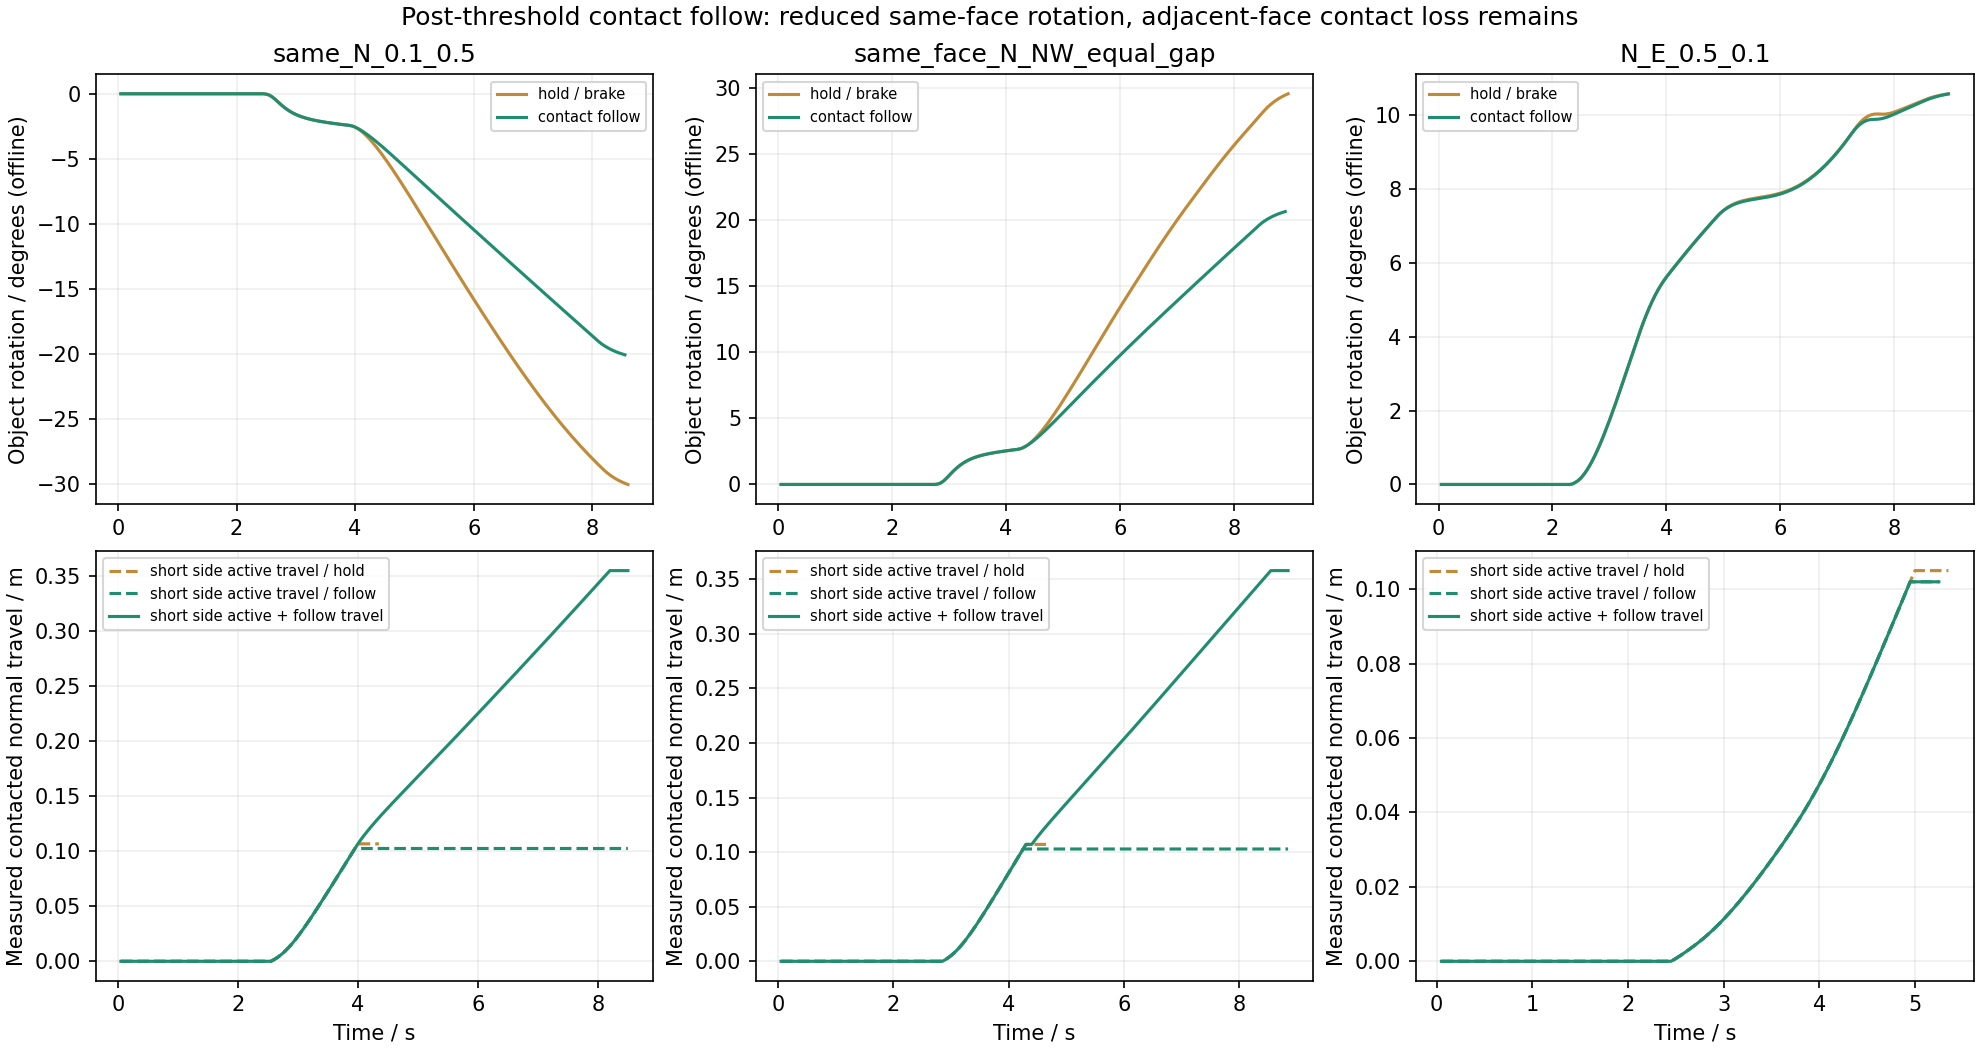 Post-threshold contact follow: reduced same-face rotation, adjacent-face contact loss remains
same_N_0.1_0.5
Object rotation / degrees (offline)
0
−5
−10
−15
−20
−25
−30
hold / brake
contact follow
0 2 4 6 8
same_face_N_NW_equal_gap
Object rotation / degrees (offline)
30
25
20
15
10
5
0
hold / brake
contact follow
0 2 4 6 8
N_E_0.5_0.1
Object rotation / degrees (offline)
10
8
6
4
2
0
hold / brake
contact follow
0 2 4 6 8
Measured contacted normal travel / m
0.35
0.30
0.25
0.20
0.15
0.10
0.05
0.00
short side active travel / hold
short side active travel / follow
short side active + follow travel
0 2 4 6 8
Time / s
Measured contacted normal travel / m
0.35
0.30
0.25
0.20
0.15
0.10
0.05
0.00
short side active travel / hold
short side active travel / follow
short side active + follow travel
0 2 4 6 8
Time / s
Measured contacted normal travel / m
0.10
0.08
0.06
0.04
0.02
0.00
short side active travel / hold
short side active travel / follow
short side active + follow travel
0 1 2 3 4 5
Time / s